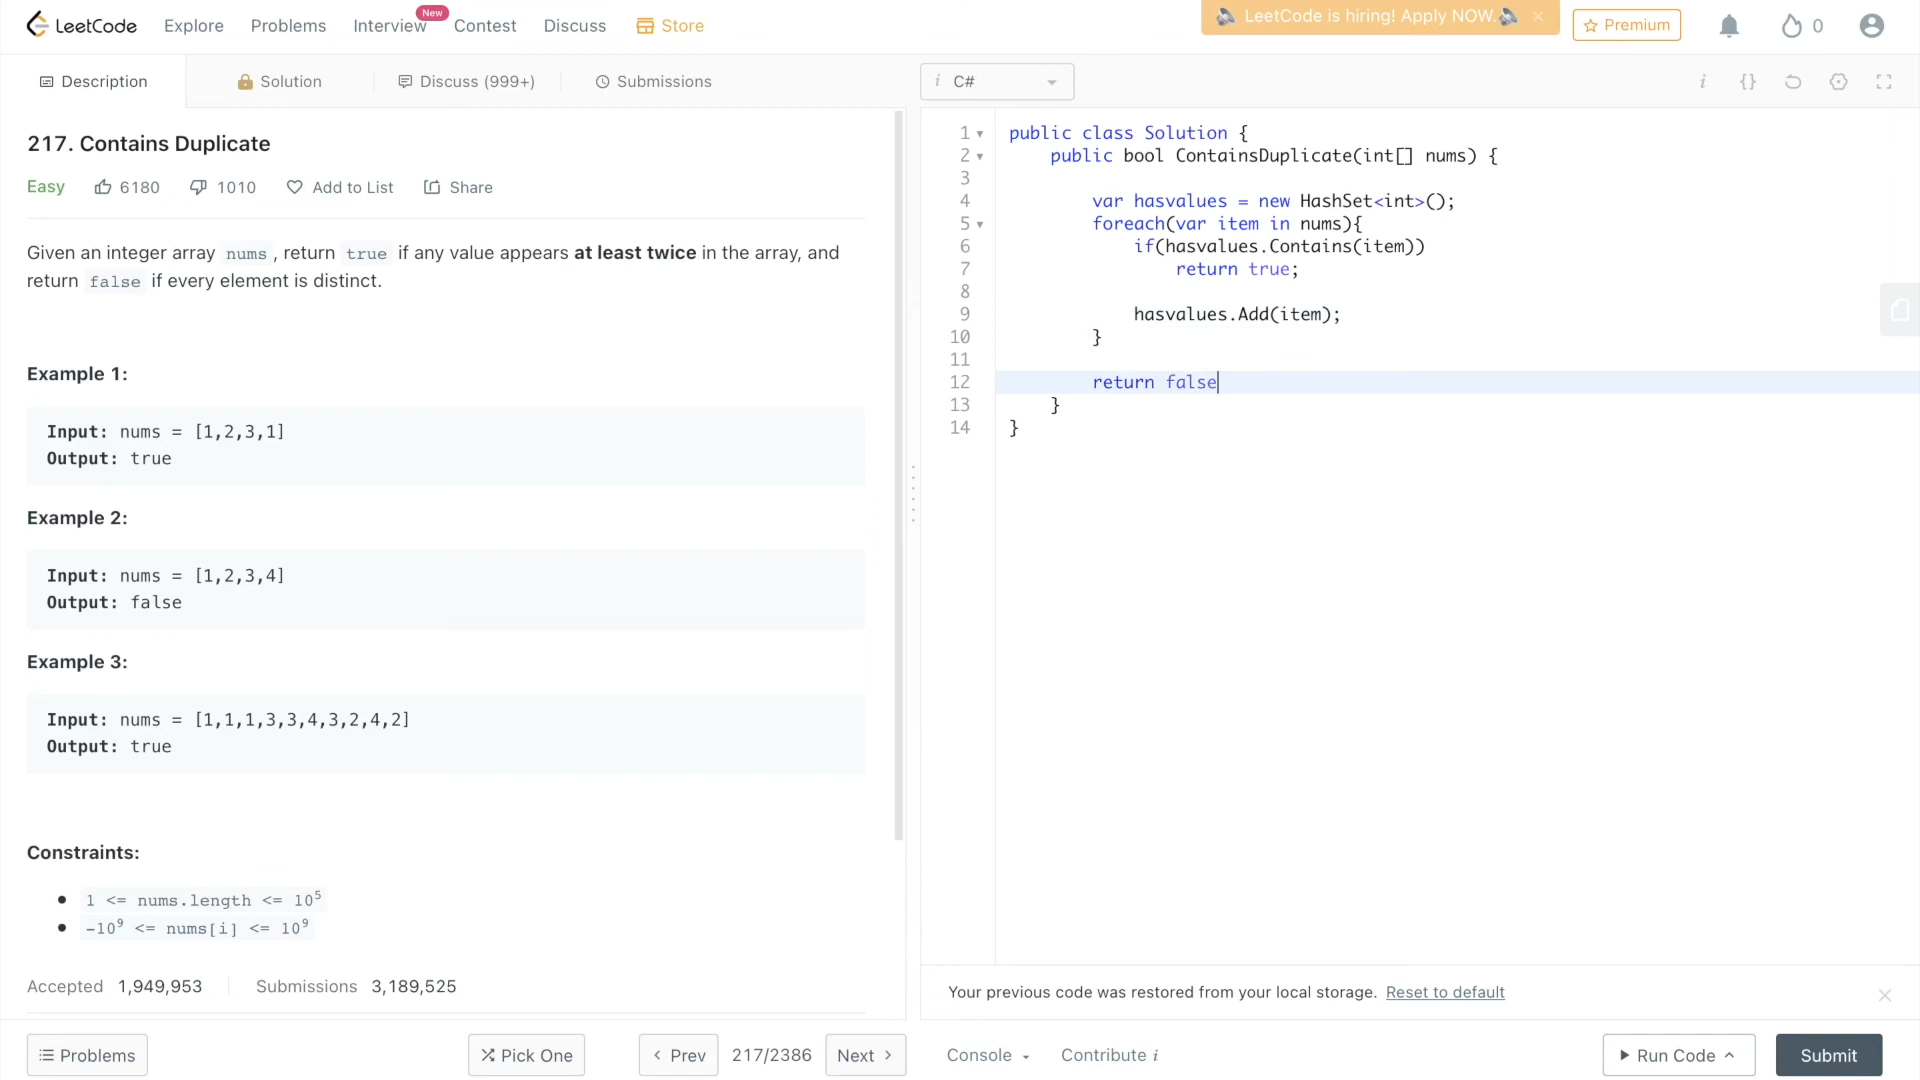 LeetCode
Explore
Problems
Interview
New
Contest
Discuss
Store
LeetCode is hiring! Apply NOW.
Premium
0
Description
Solution
Discuss (999+)
Submissions
i C#
i {}
217. Contains Duplicate
Easy 6180 1010 Add to List Share
Given an integer array nums, return true if any value appears at least twice in the array, and
return false if every element is distinct.
Example 1:
Input: nums = [1,2,3,1]
Output: true
Example 2:
Input: nums = [1,2,3,4]
Output: false
Example 3:
Input: nums = [1,1,1,3,3,4,3,2,4,2]
Output: true
Constraints:
1 <= nums.length <= 10⁵
-10⁹ <= nums[i] <= 10⁹
Accepted 1,949,953 Submissions 3,189,525
1 public class Solution {
2 public bool ContainsDuplicate(int[] nums) {
3
4 var hasvalues = new HashSet<int>();
5 foreach(var item in nums){
6 if(hasvalues.Contains(item))
7 return true;
8
9 hasvalues.Add(item);
10 }
11
12 return false
13 }
14 }
Your previous code was restored from your local storage. Reset to default
Problems
Pick One
Prev
217/2386
Next
Console
Contribute i
Run Code
Submit